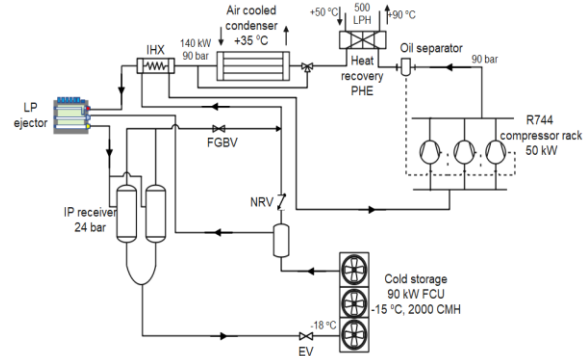 Air cooled
condenser
+35 °C
+50 °C
500
LPH
+90 °C
IHX
140 kW
90 bar
Oil separator
Heat
recovery
PHE
90 bar
LP
ejector
R744
compressor rack
50 kW
FGBV
IP receiver
24 bar
NRV
Cold storage
90 kW FCU
-15 °C, 2000 CMH
-18 °C
EV